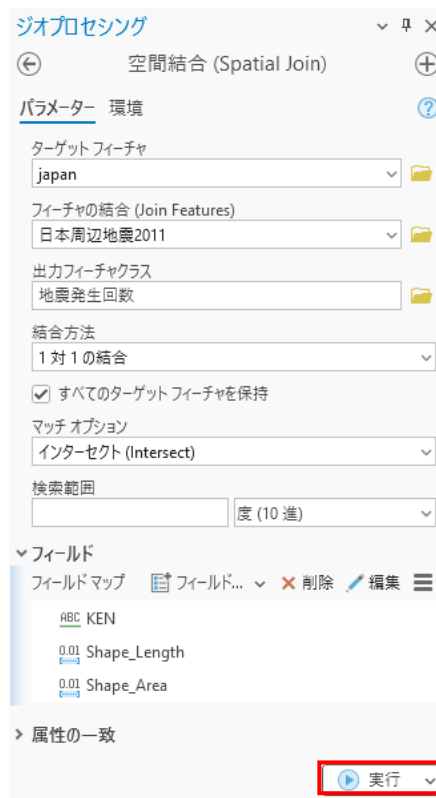 ジオプロセシング
空間結合 (Spatial Join)
パラメーター 環境
ターゲット フィーチャ
japan
フィーチャの結合 (Join Features)
日本周辺地震2011
出力フィーチャクラス
地震発生回数
結合方法
1 対 1 の結合
すべてのターゲット フィーチャを保持
マッチ オプション
インターセクト (Intersect)
検索範囲
度 (10 進)
フィールド
フィールド マップ フィールド... 削除 編集
ABC KEN
0.01 Shape_Length
0.01 Shape_Area
属性の一致
実行